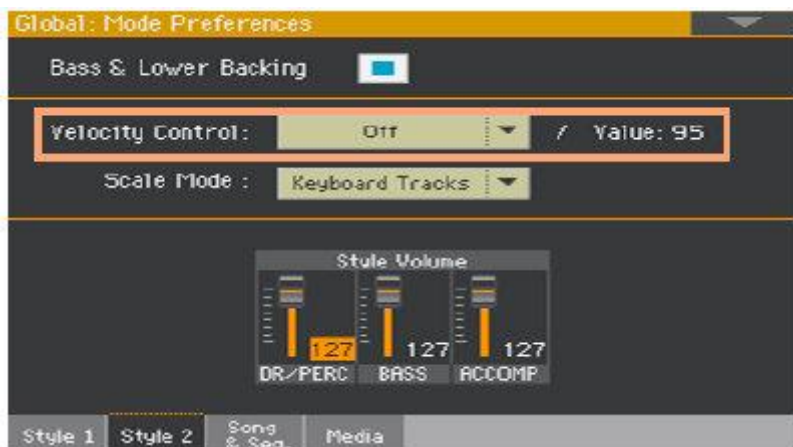 Global: Mode Preferences
Bass & Lower Backing
Velocity Control: Off / Value: 95
Scale Mode : Keyboard Tracks
Style Volume
127 127 127
DR/PERC BASS ACCOMP
Style 1 Style 2 Song & Seq Media